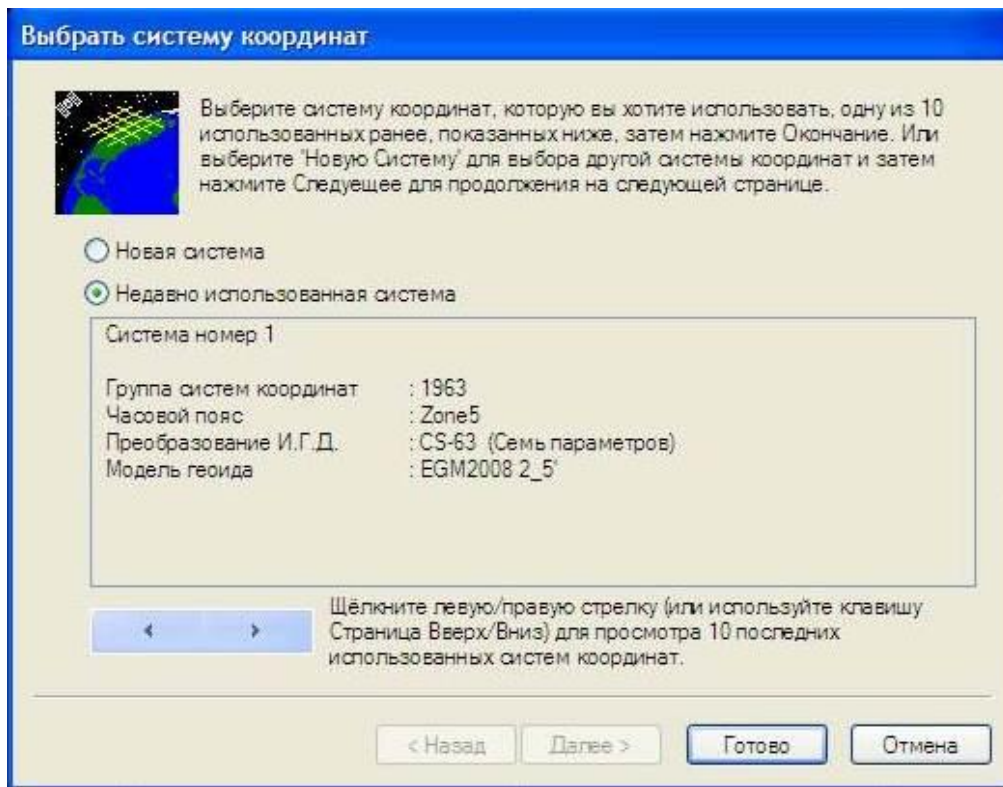 Выбрать систему координат
Выберите систему координат, которую вы хотите использовать, одну из 10
использованных ранее, показанных ниже, затем нажмите Окончание. Или
выберите 'Новую Систему' для выбора другой системы координат и затем
нажмите Следуещее для продолжения на следующей странице.
Новая система
Недавно использованная система
Система номер 1
Группа систем координат : 1963
Часовой пояс : Zone5
Преобразование И.Г.Д. : CS-63 (Семь параметров)
Модель геоида : EGM2008 2_5'
Щёлкните левую/правую стрелку (или используйте клавишу
Страница Вверх/Вниз) для просмотра 10 последних
использованных систем координат.
< Назад Далее > Готово Отмена